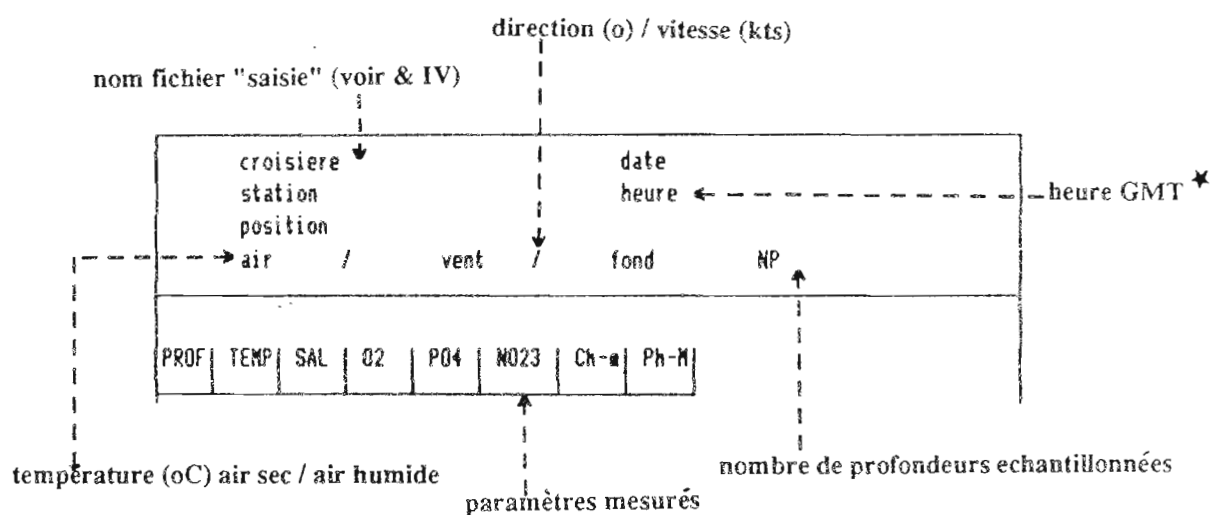 direction (o) / vitesse (kts)
nom fichier "saisie" (voir & IV)
croisiere date
station heure
heure GMT ★
position
air / vent / fond NP
PROF TEMP SAL O2 PO4 NO23 Ch-a Ph-M
température (oC) air sec / air humide
nombre de profondeurs echantillonnées
paramètres mesurés